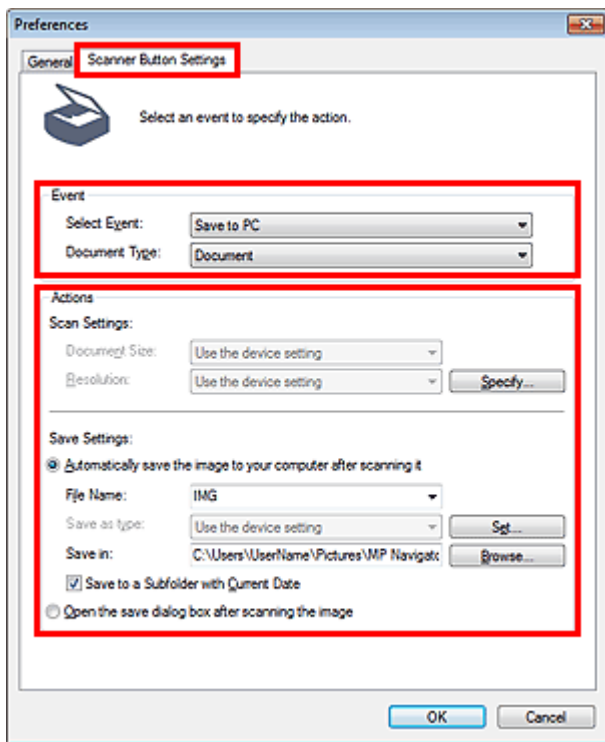 Preferences
General Scanner Button Settings
Select an event to specify the action.
Event
Select Event: Save to PC
Document Type: Document
Actions
Scan Settings:
Document Size: Use the device setting
Resolution: Use the device setting Specify...
Save Settings:
Automatically save the image to your computer after scanning it
File Name: IMG
Save as type: Use the device setting Set...
Save in: C:\Users\UserName\Pictures\MP Navigato Browse...
Save to a Subfolder with Current Date
Open the save dialog box after scanning the image
OK Cancel